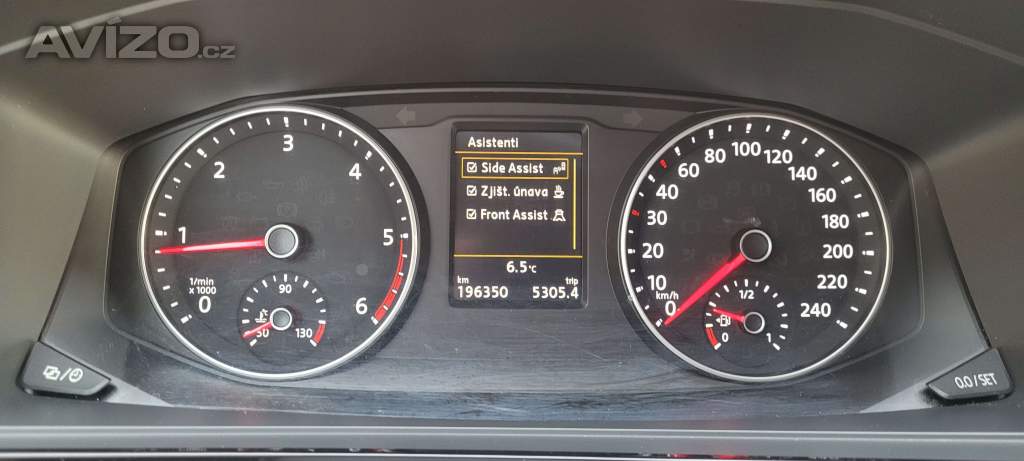 AVÍZO.cz
1
2
3
4
5
6
0
1/min
x 1000
50
90
130
Asistenti
Side Assist
Zjišt. únava
Front Assist
6.5°C
km
trip
196350 5305.4
0
10
20
30
40
60
80
100
120
140
160
180
200
220
240
km/h
0
1/2
1
0.0 / SET